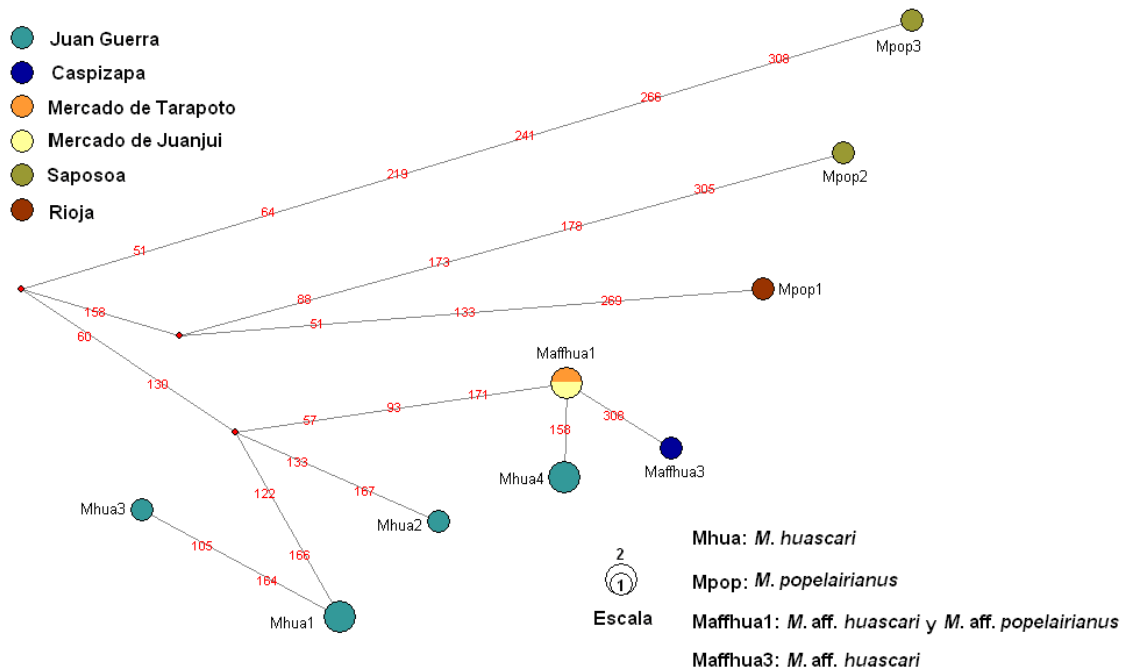 Juan Guerra
Caspizapa
Mercado de Tarapoto
Mercado de Juanjui
Saposoa
Rioja
Mpop3
308
266
241
219
64
51
Mpop2
305
178
173
88
Mpop1
269
133
51
158
60
130
Maffhua1
171
93
57
158
308
Mhua4
Maffhua3
133
167
Mhua2
122
166
Mhua3
105
164
Mhua1
2
1
Escala
Mhua: M. huascari
Mpop: M. popelairianus
Maffhua1: M. aff. huascari y M. aff. popelairianus
Maffhua3: M. aff. huascari